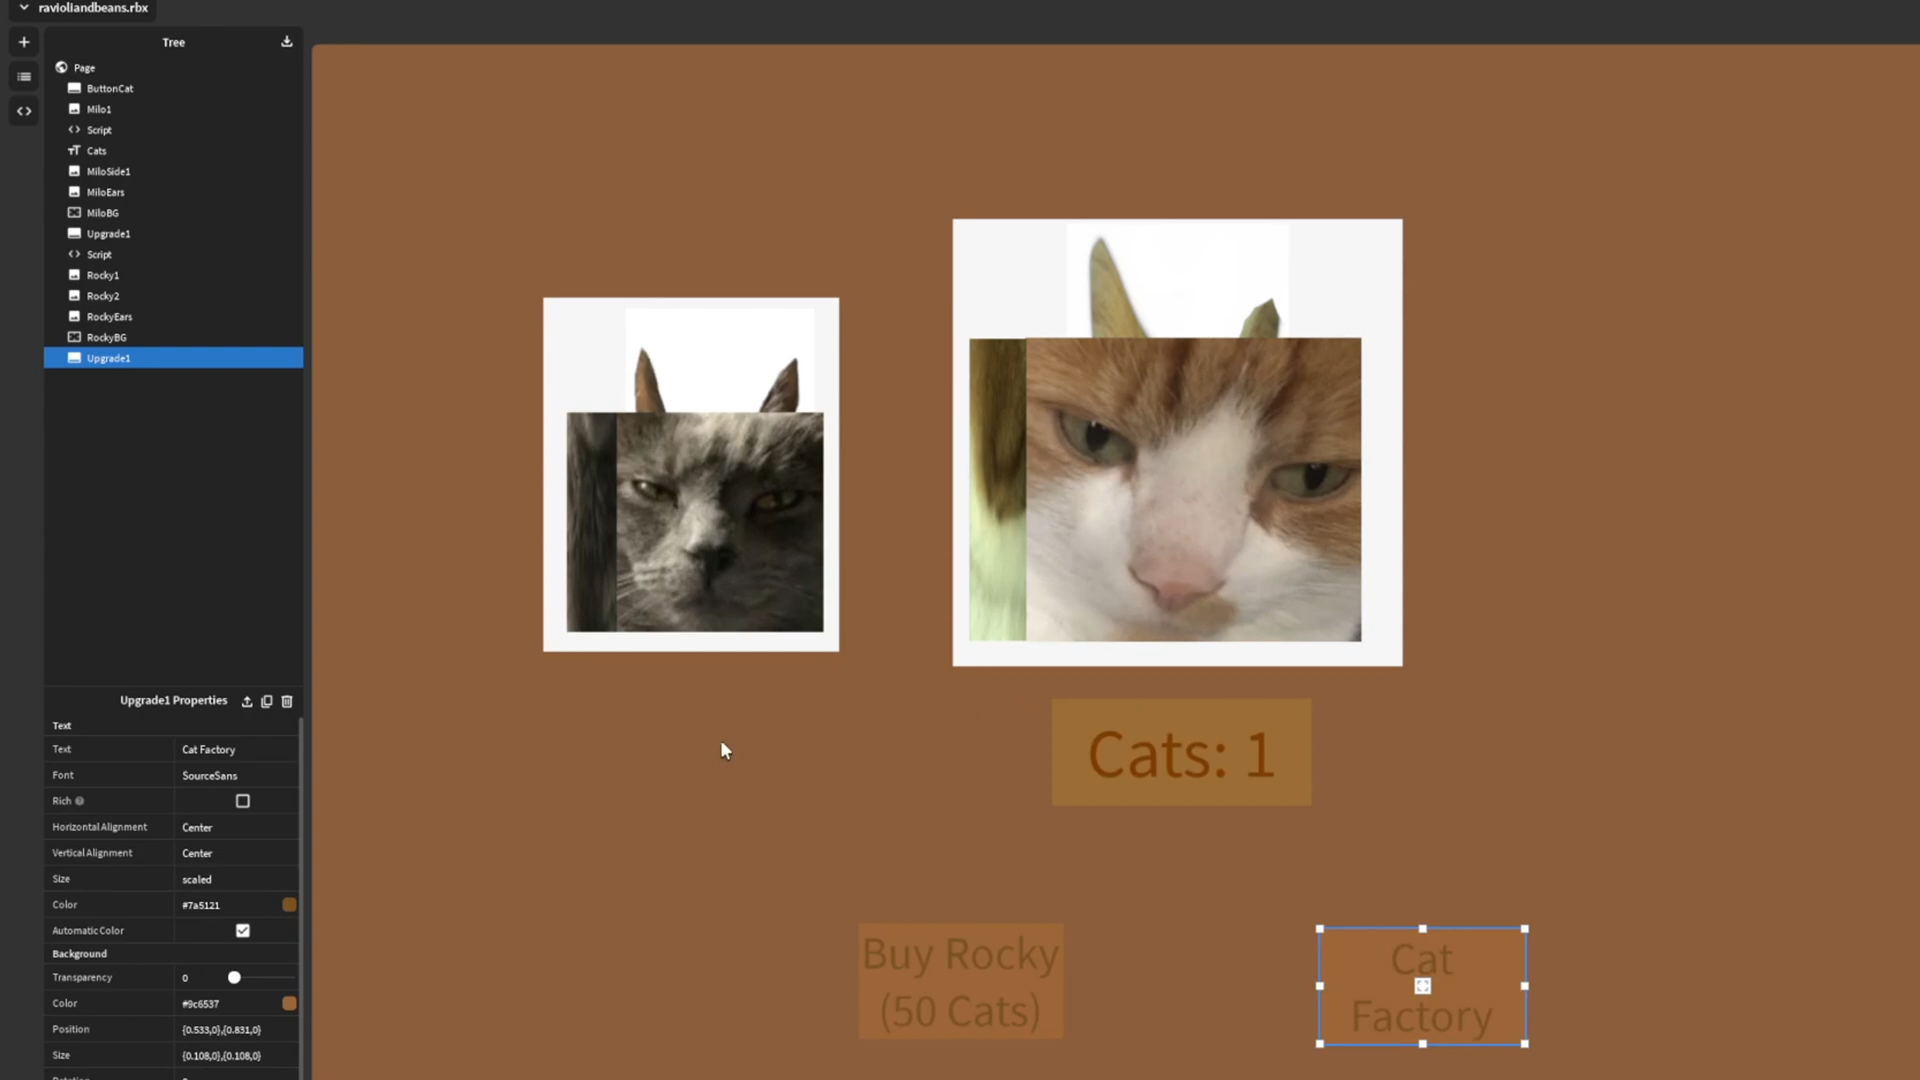 ravioliandbeans.rbx
Tree
Page
ButtonCat
Milo1
Script
Cats
MiloSide1
MiloEars
MiloBG
Upgrade1
Script
Rocky1
Rocky2
RockyEars
RockyBG
Upgrade1
Upgrade1 Properties
Text
Text Cat Factory
Font SourceSans
Rich
Horizontal Alignment Center
Vertical Alignment Center
Size scaled
Color #7a5121
Automatic Color
Background
Transparency 0
Color #9c6537
Position {0.533,0},{0.831,0}
Size {0.108,0},{0.108,0}
Cats: 1
Buy Rocky
(50 Cats)
Cat
Factory